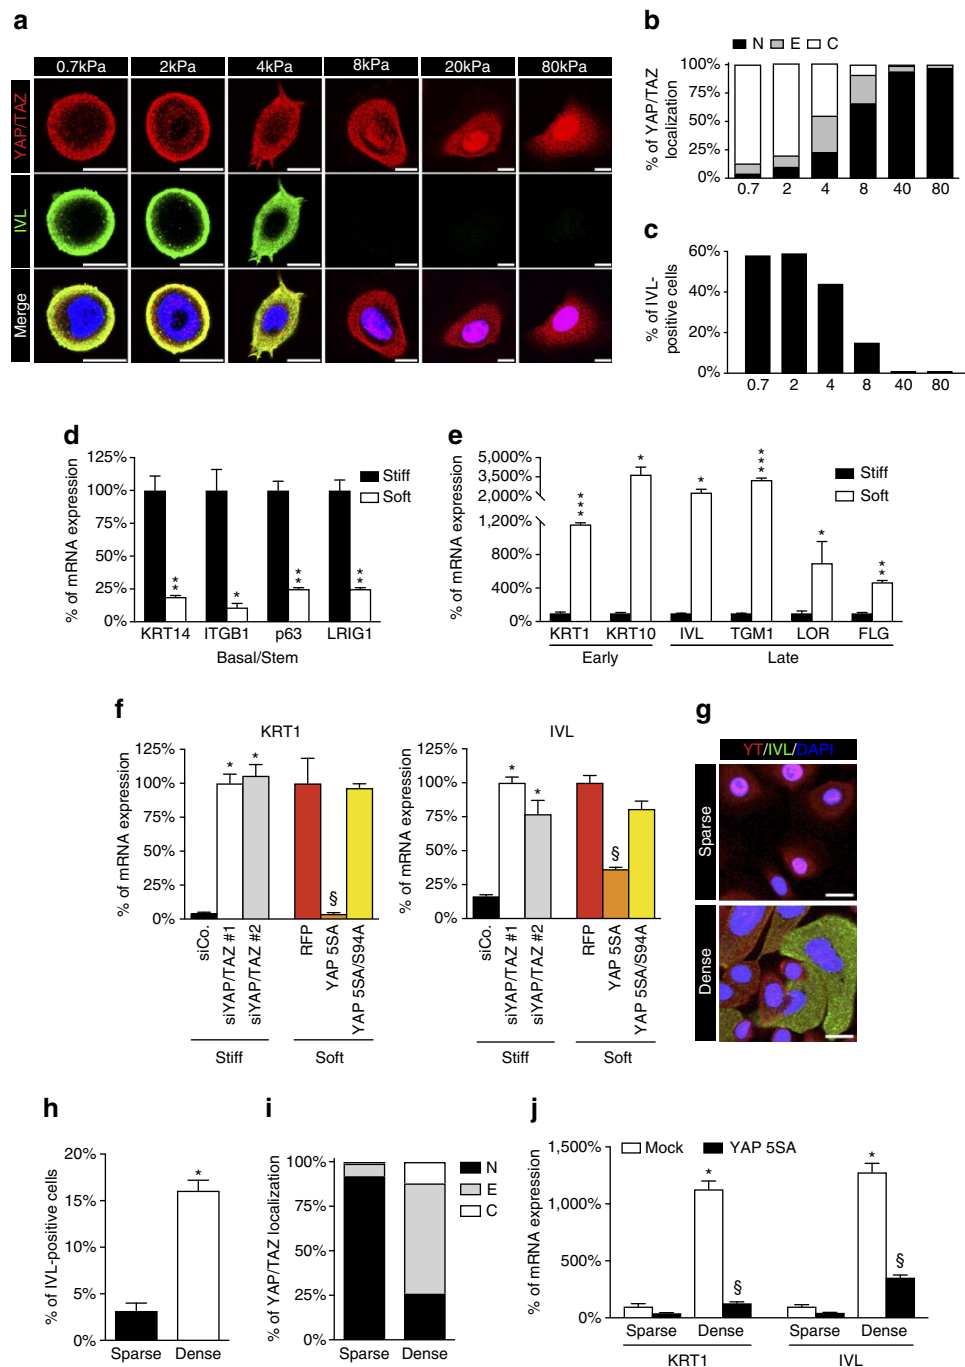 a
0.7kPa 2kPa 4kPa 8kPa 20kPa 80kPa
YAP/TAZ
IVL
Merge
b
N E C
% of YAP/TAZ
localization
100%
75%
50%
25%
0%
0.7 2 4 8 40 80
c
% of IVL-
positive cells
60%
40%
20%
0%
0.7 2 4 8 40 80
d
% of mRNA expression
125%
100%
75%
50%
25%
0%
Stiff
Soft
** * ** **
KRT14 ITGB1 p63 LRIG1
Basal/Stem
e
% of mRNA expression
5,000%
3,500%
2,000%
1,200%
800%
400%
0%
Stiff
Soft
*** * * *** * **
KRT1 KRT10 IVL TGM1 LOR FLG
Early Late
f
KRT1
% of mRNA expression
125%
100%
75%
50%
25%
0%
* * §
siCo.
siYAP/TAZ #1
siYAP/TAZ #2
RFP
YAP 5SA
YAP 5SA/S94A
Stiff Soft
IVL
% of mRNA expression
125%
100%
75%
50%
25%
0%
* * §
siCo.
siYAP/TAZ #1
siYAP/TAZ #2
RFP
YAP 5SA
YAP 5SA/S94A
Stiff Soft
g
YT/IVL/DAPI
Sparse
Dense
h
% of IVL-positive cells
20%
15%
10%
5%
0%
*
Sparse Dense
i
% of YAP/TAZ localization
100%
75%
50%
25%
0%
N
E
C
Sparse Dense
j
% of mRNA expression
1,500%
1,000%
500%
0%
Mock YAP 5SA
* § * §
Sparse Dense Sparse Dense
KRT1 IVL